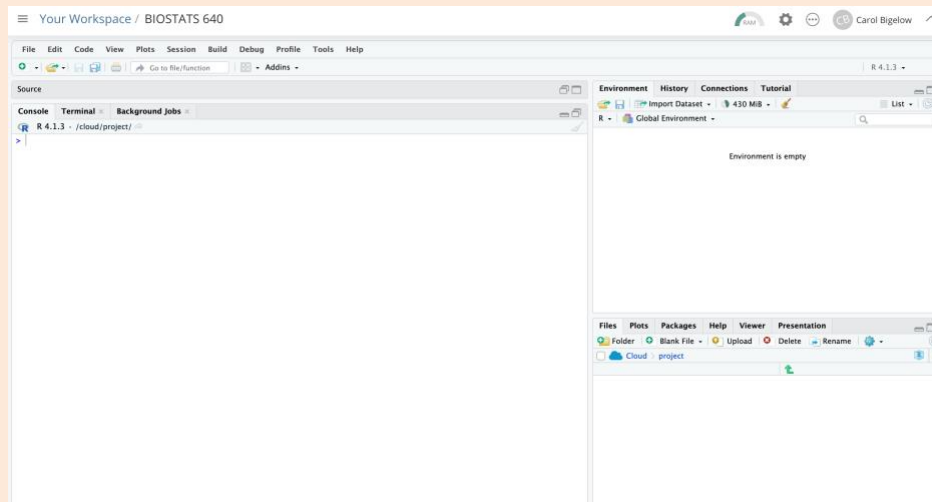 Your Workspace / BIOSTATS 640
RAM
CB Carol Bigelow
File Edit Code View Plots Session Build Debug Profile Tools Help
Go to file/function Addins R 4.1.3
Source
Console Terminal Background Jobs
R R 4.1.3 · /cloud/project/
>
Environment History Connections Tutorial
Import Dataset 430 MiB List
R Global Environment
Environment is empty
Files Plots Packages Help Viewer Presentation
Folder Blank File Upload Delete Rename
Cloud project